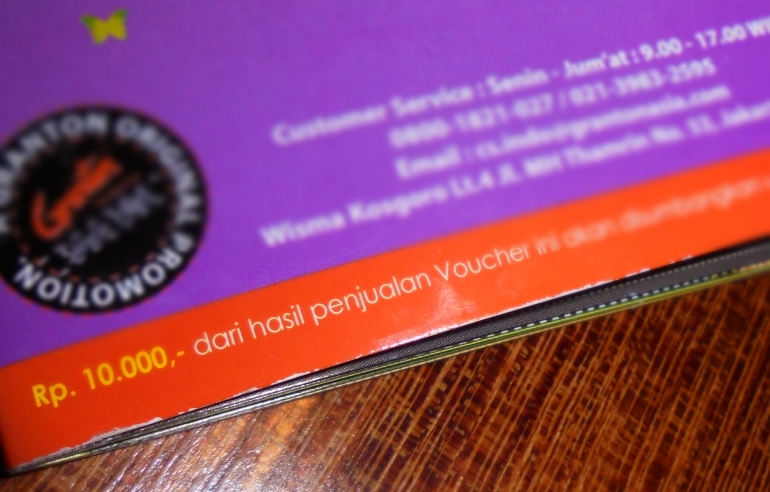 Customer Service : Senin - Jum'at : 9.00 - 17.00 WI
0800-1821-027 / 021-3983-2595
Email : cs.indo@grantonasia.com
Wisma Kosgoro Lt.4 Jl. MH Thamrin No. 53, Jakart
A GRANTON ORIGINAL PROMOTION.
Rp. 10.000,- dari hasil penjualan Voucher ini akan disumbangkan